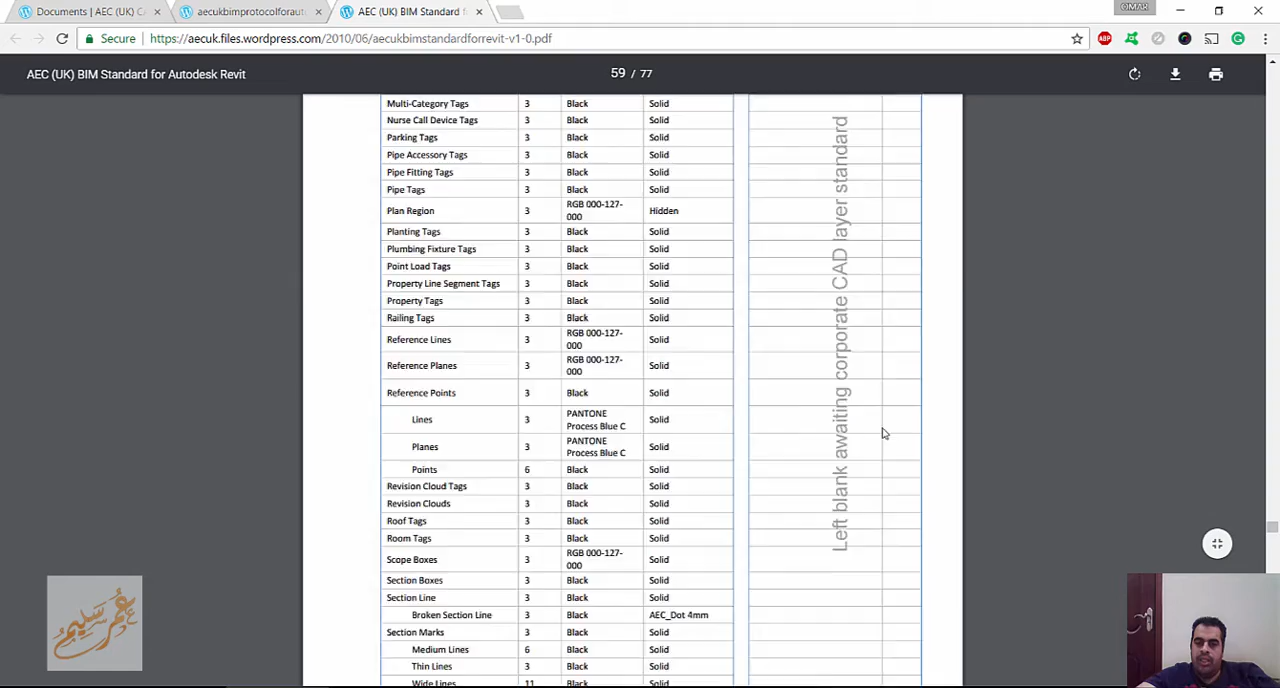 Documents | AEC (UK) C
aecukbimprotocolforauto
AEC (UK) BIM Standard f
OMAR
Secure
https://aecuk.files.wordpress.com/2010/06/aecukbimstandardforrevit-v1-0.pdf
ABP
AEC (UK) BIM Standard for Autodesk Revit
59 / 77
Multi-Category Tags 3 Black Solid
Nurse Call Device Tags 3 Black Solid
Parking Tags 3 Black Solid
Pipe Accessory Tags 3 Black Solid
Pipe Fitting Tags 3 Black Solid
Pipe Tags 3 Black Solid
Plan Region 3 RGB 000-127-
000 Hidden
Planting Tags 3 Black Solid
Plumbing Fixture Tags 3 Black Solid
Point Load Tags 3 Black Solid
Property Line Segment Tags 3 Black Solid
Property Tags 3 Black Solid
Railing Tags 3 Black Solid
Reference Lines 3 RGB 000-127-
000 Solid
Reference Planes 3 RGB 000-127-
000 Solid
Reference Points 3 Black Solid
Lines 3 PANTONE
Process Blue C Solid
Planes 3 PANTONE
Process Blue C Solid
Points 6 Black Solid
Revision Cloud Tags 3 Black Solid
Revision Clouds 3 Black Solid
Roof Tags 3 Black Solid
Room Tags 3 Black Solid
Scope Boxes 3 RGB 000-127-
000 Solid
Section Boxes 3 Black Solid
Section Line 3 Black Solid
Broken Section Line 3 Black AEC_Dot 4mm
Section Marks 3 Black Solid
Medium Lines 6 Black Solid
Thin Lines 3 Black Solid
Wide Lines 11 Black Solid
Left blank awaiting corporate CAD layer standard
عمر سليم